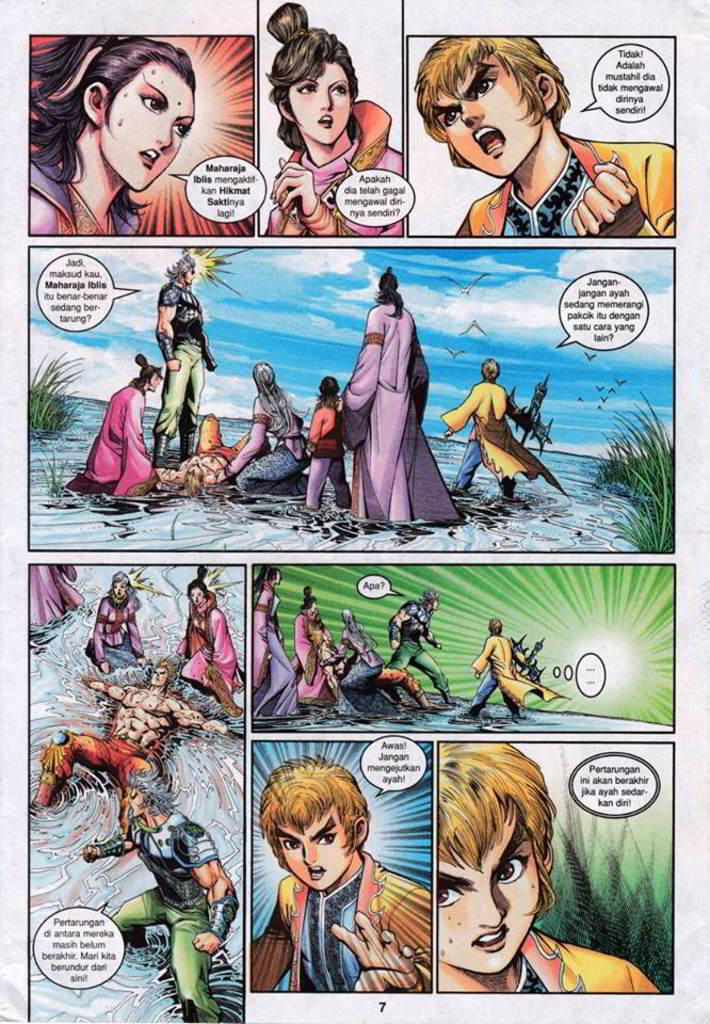 Maharaja
Iblis mengaktif-
kan Hikmat
Saktinya
lagi!
Apakah
dia telah gagal
mengawal diri-
nya sendiri?
Tidak!
Adalah
mustahil dia
tidak mengawal
dirinya
sendiri!
Jadi,
maksud kau,
Maharaja Iblis
itu benar-benar
sedang ber-
tarung?
Jangan-
jangan ayah
sedang memerangi
pakcik itu dengan
satu cara yang
lain?
Pertarungan
di antara mereka
masih belum
berakhir. Mari kita
berundur dari
sini!
Apa?
...
...
Awas!
Jangan
mengejutkan
ayah!
Pertarungan
ini akan berakhir
jika ayah sedar-
kan diri!
7